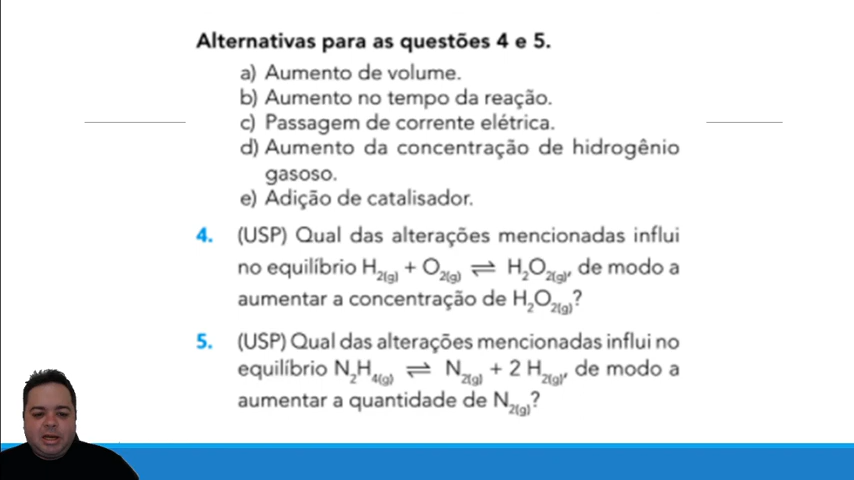 Alternativas para as questões 4 e 5.
a) Aumento de volume.
b) Aumento no tempo da reação.
c) Passagem de corrente elétrica.
d) Aumento da concentração de hidrogênio
gasoso.
e) Adição de catalisador.
4. (USP) Qual das alterações mencionadas influi
no equilíbrio H₂₍g₎ + O₂₍g₎ ⇌ H₂O₂₍g₎, de modo a
aumentar a concentração de H₂O₂₍g₎?
5. (USP) Qual das alterações mencionadas influi no
equilíbrio N₂H₄₍g₎ ⇌ N₂₍g₎ + 2 H₂₍g₎, de modo a
aumentar a quantidade de N₂₍g₎?